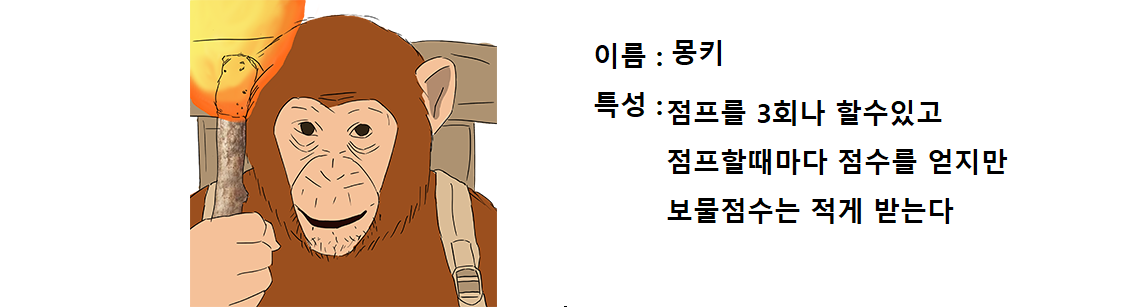 이름 : 몽키
특성 : 점프를 3회나 할수있고
점프할때마다 점수를 얻지만
보물점수는 적게 받는다